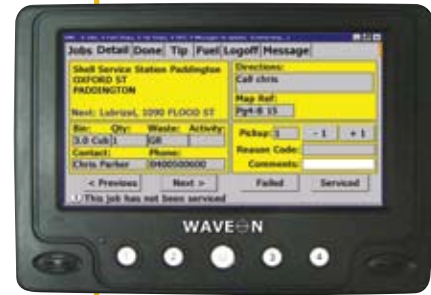 Jobs Detail Done Tip Fuel Logoff Message
Shell Service Station Paddington
OXFORD ST
PADDINGTON
Next: Lubrizol, 1090 FLOOD ST
Directions:
Call chris
Map Ref:
Pg4-B 15
Bin: Qty: Waste: Activity:
3.0 Cub 1 GR
Contact: Phone:
Chris Parker 0400500600
Pickup: 1 - 1 + 1
Reason Code:
Comments:
< Previous Next > Failed Serviced
This job has not been serviced
WAVEON
1 2 3 4